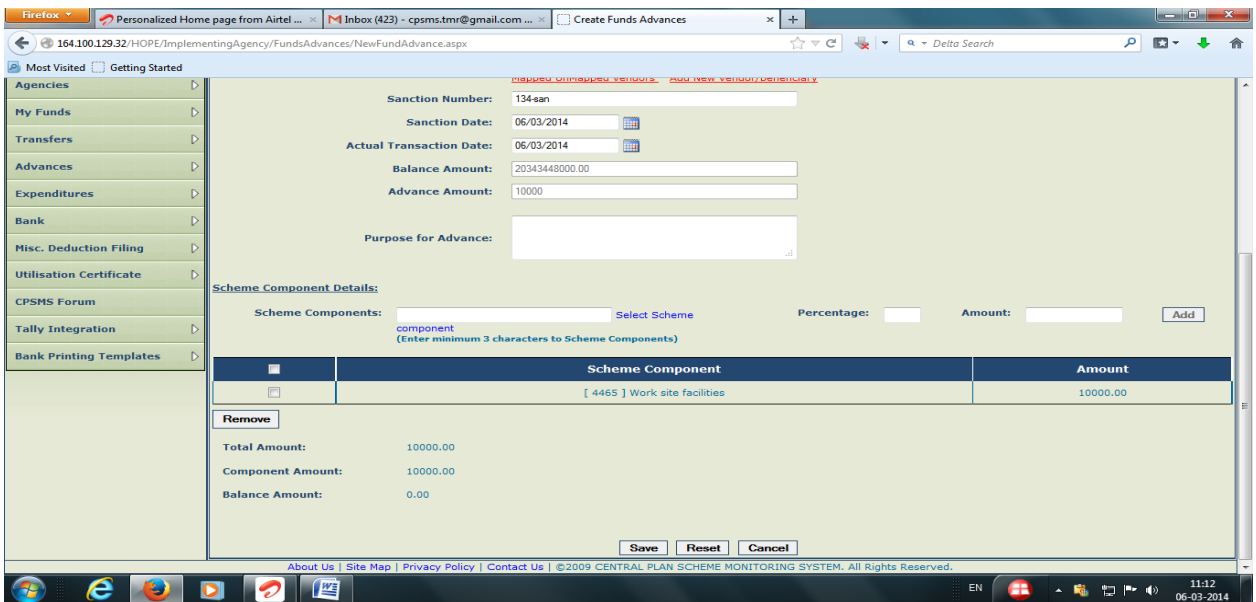 Firefox
Personalized Home page from Airtel ...
Inbox (423) - cpsms.tmr@gmail.com ...
Create Funds Advances
164.100.129.32/HOPE/ImplementingAgency/FundsAdvances/NewFundAdvance.aspx
Delta Search
Most Visited Getting Started
Agencies
My Funds
Transfers
Advances
Expenditures
Bank
Misc. Deduction Filing
Utilisation Certificate
CPSMS Forum
Tally Integration
Bank Printing Templates
Mapped UnMapped Vendors Add New Vendor/Beneficiary
Sanction Number: 134-san
Sanction Date: 06/03/2014
Actual Transaction Date: 06/03/2014
Balance Amount: 20343448000.00
Advance Amount: 10000
Purpose for Advance:
Scheme Component Details:
Scheme Components: Select Scheme Percentage: Amount: Add
component
(Enter minimum 3 characters to Scheme Components)
Scheme Component Amount
[ 4465 ] Work site facilities 10000.00
Remove
Total Amount: 10000.00
Component Amount: 10000.00
Balance Amount: 0.00
Save Reset Cancel
About Us | Site Map | Privacy Policy | Contact Us | ©2009 CENTRAL PLAN SCHEME MONITORING SYSTEM. All Rights Reserved.
EN
11:12
06-03-2014